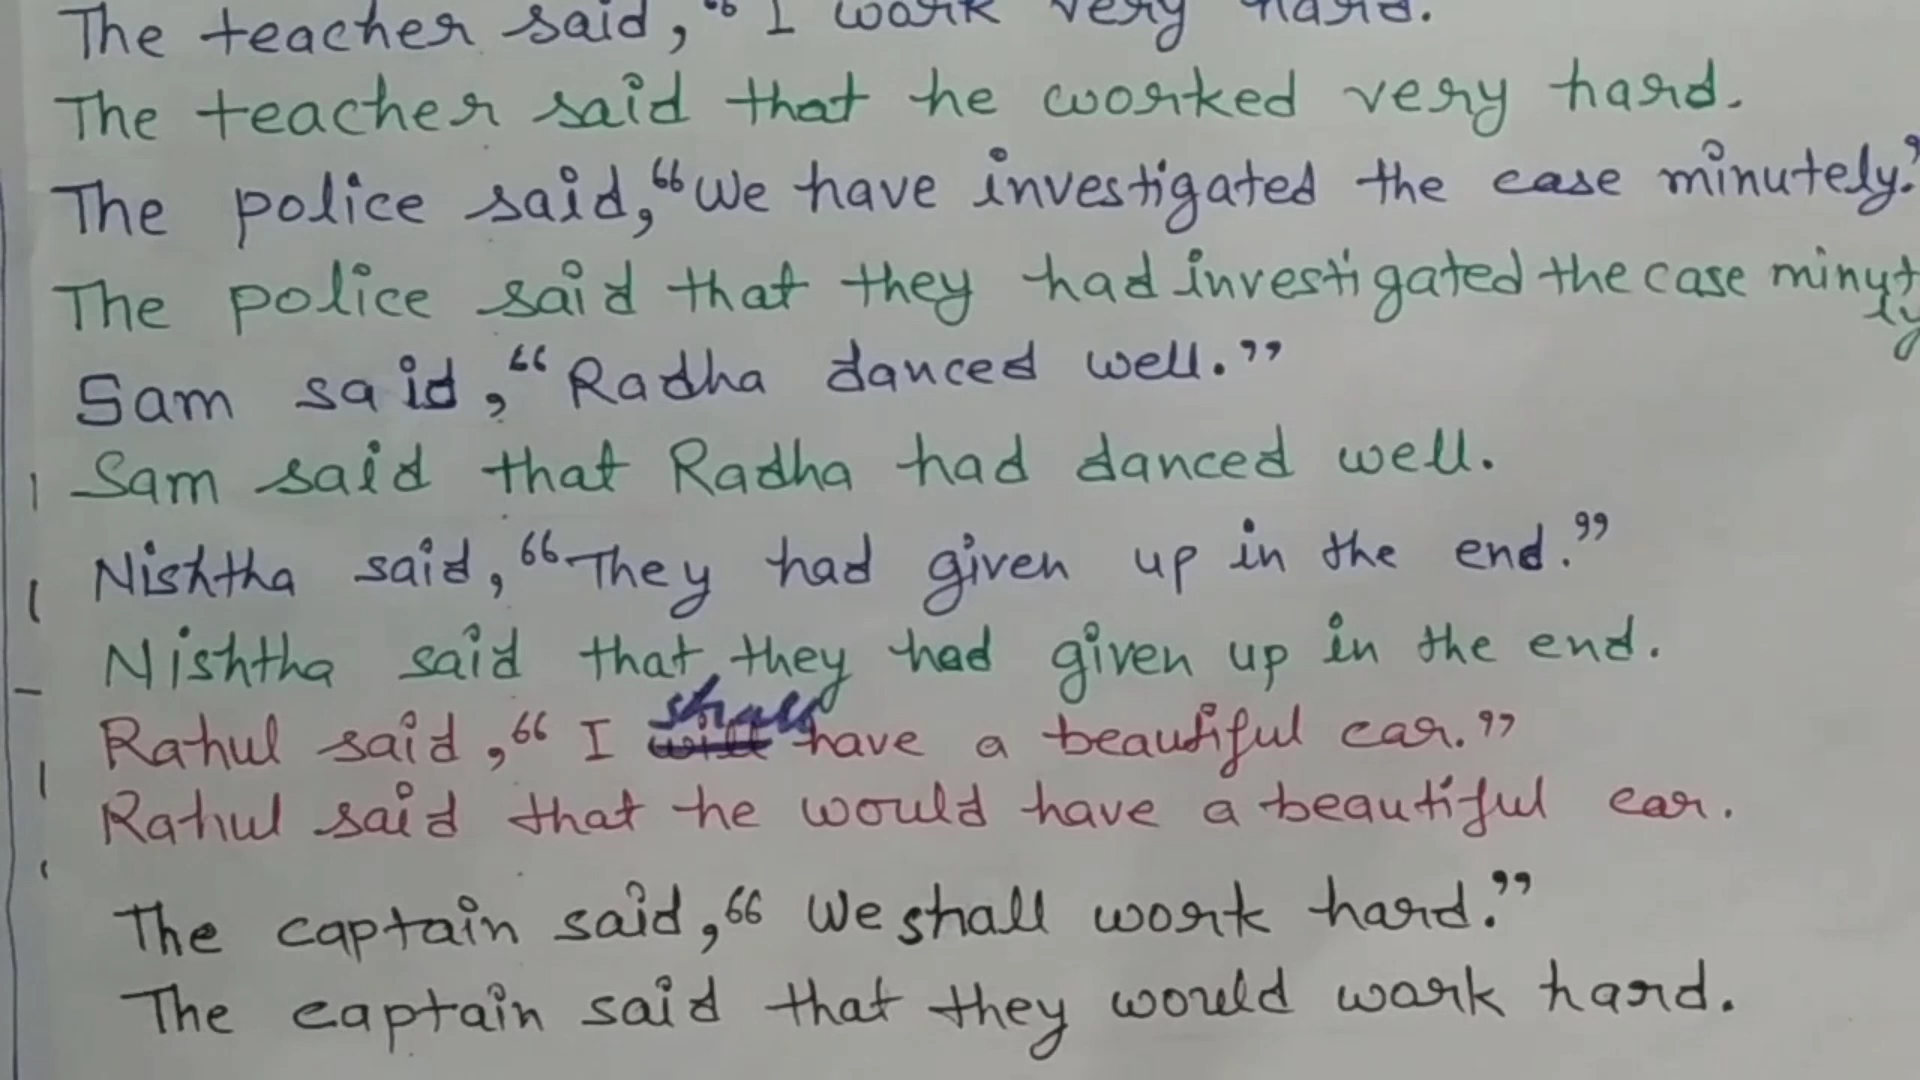 The teacher said, "I work very hard.
The teacher said that he worked very hard.
The police said, "We have investigated the case minutely."
The police said that they had investigated the case minutly
Sam said, "Radha danced well."
Sam said that Radha had danced well.
Nishtha said, "They had given up in the end."
Nishtha said that they had given up in the end.
Rahul said, "I shall have a beautiful car."
Rahul said that he would have a beautiful car.
The captain said, "We shall work hard."
The captain said that they would work hard.